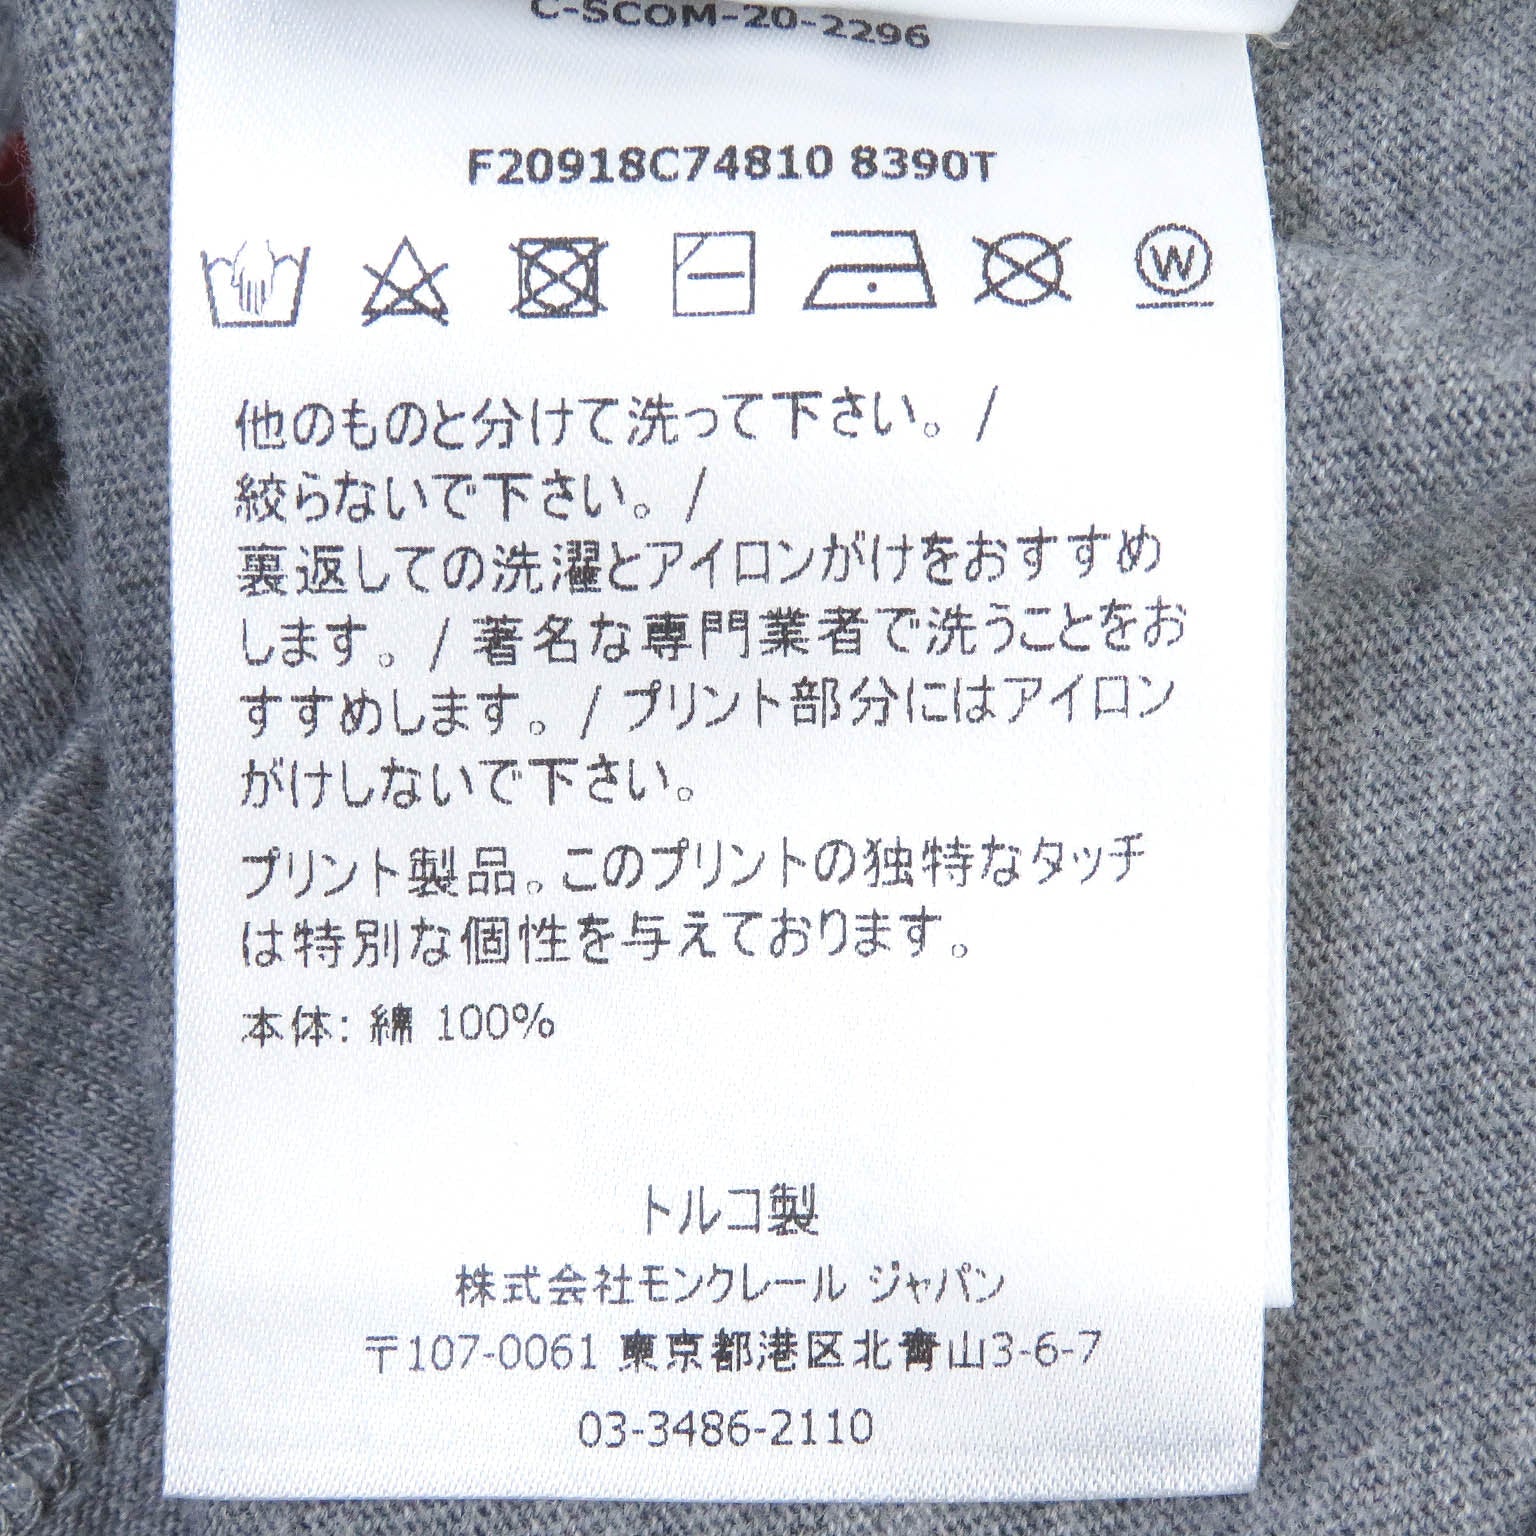 C-SCOM-20-2296
F20918C74810 8390T
W
他のものと分けて洗って下さい。/
絞らないで下さい。/
裏返しての洗濯とアイロンがけをおすすめ
します。/ 著名な専門業者で洗うことをお
すすめします。/ プリント部分にはアイロン
がけしないで下さい。
プリント製品。このプリントの独特なタッチ
は特別な個性を与えております。
本体: 綿 100%
トルコ製
株式会社モンクレール ジャパン
〒107-0061 東京都港区北青山3-6-7
03-3486-2110